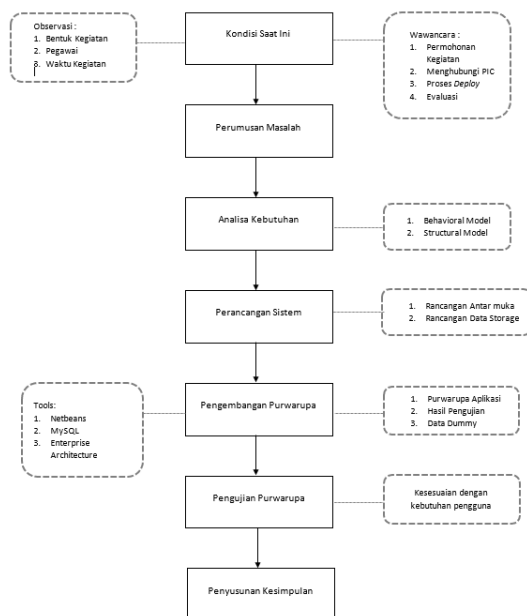 Observasi :
1. Bentuk Kegiatan
2. Pegawai
3. Waktu Kegiatan
Kondisi Saat Ini
Wawancara :
1. Permohonan
Kegiatan
2. Menghubungi PIC
3. Proses Deploy
4. Evaluasi
Perumusan Masalah
Analisa Kebutuhan
1. Behavioral Model
2. Structural Model
Perancangan Sistem
1. Rancangan Antar muka
2. Rancangan Data Storage
Tools:
1. Netbeans
2. MySQL
3. Enterprise
Architecture
Pengembangan Purwarupa
1. Purwarupa Aplikasi
2. Hasil Pengujian
3. Data Dummy
Pengujian Purwarupa
Kesesuaian dengan
kebutuhan pengguna
Penyusunan Kesimpulan